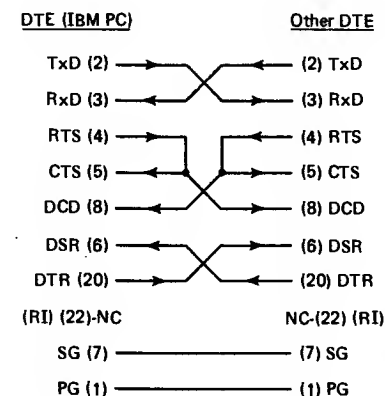 DTE (IBM PC) Other DTE
TxD (2) (2) TxD
RxD (3) (3) RxD
RTS (4) (4) RTS
CTS (5) (5) CTS
DCD (8) (8) DCD
DSR (6) (6) DSR
DTR (20) (20) DTR
(RI) (22)-NC NC-(22) (RI)
SG (7) (7) SG
PG (1) (1) PG